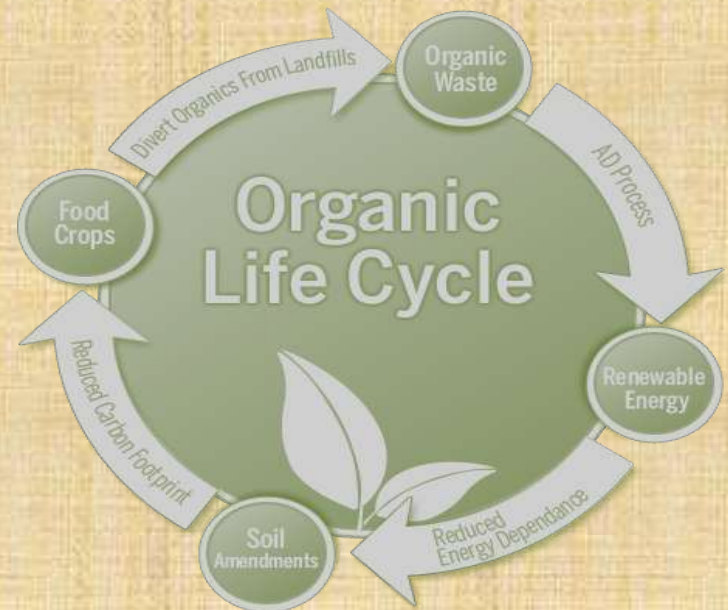 Organic
Life Cycle
Organic
Waste
AD Process
Renewable
Energy
Reduced
Energy Dependance
Soil
Amendments
Reduced Carbon Footprint
Food
Crops
Divert Organics From Landfills